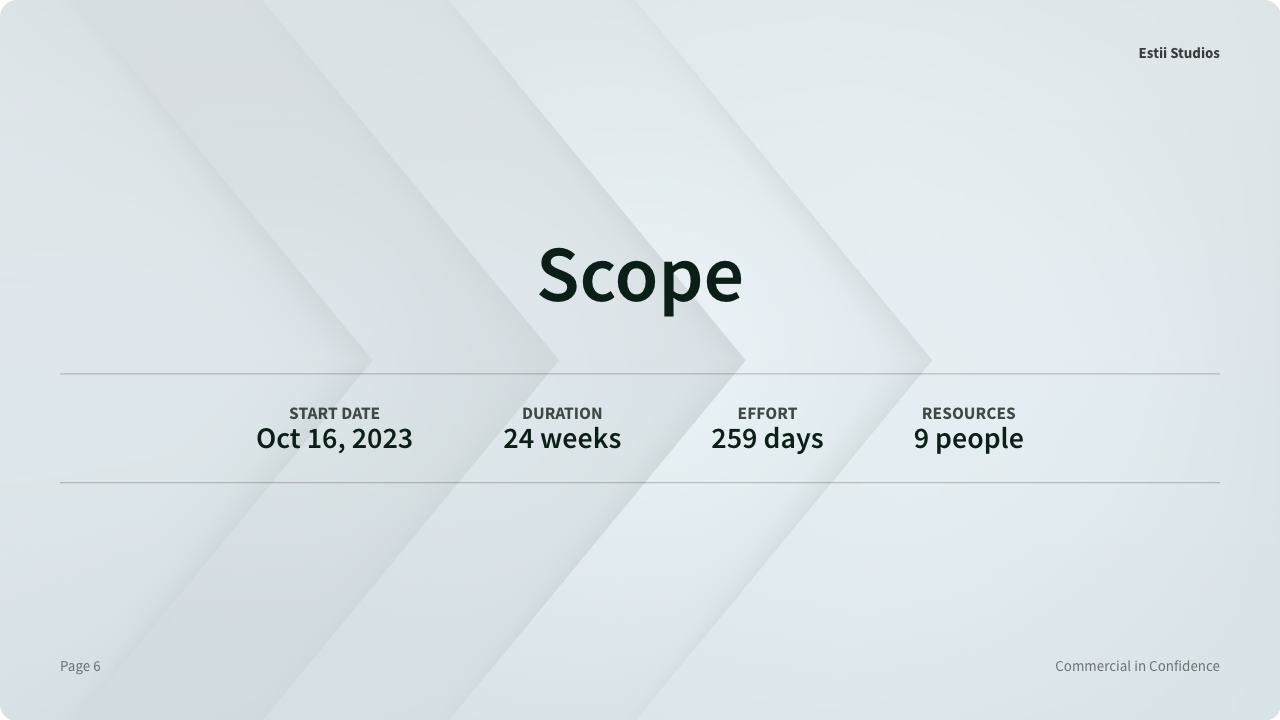 Estii Studios
Scope
START DATE
Oct 16, 2023
DURATION
24 weeks
EFFORT
259 days
RESOURCES
9 people
Page 6
Commercial in Confidence